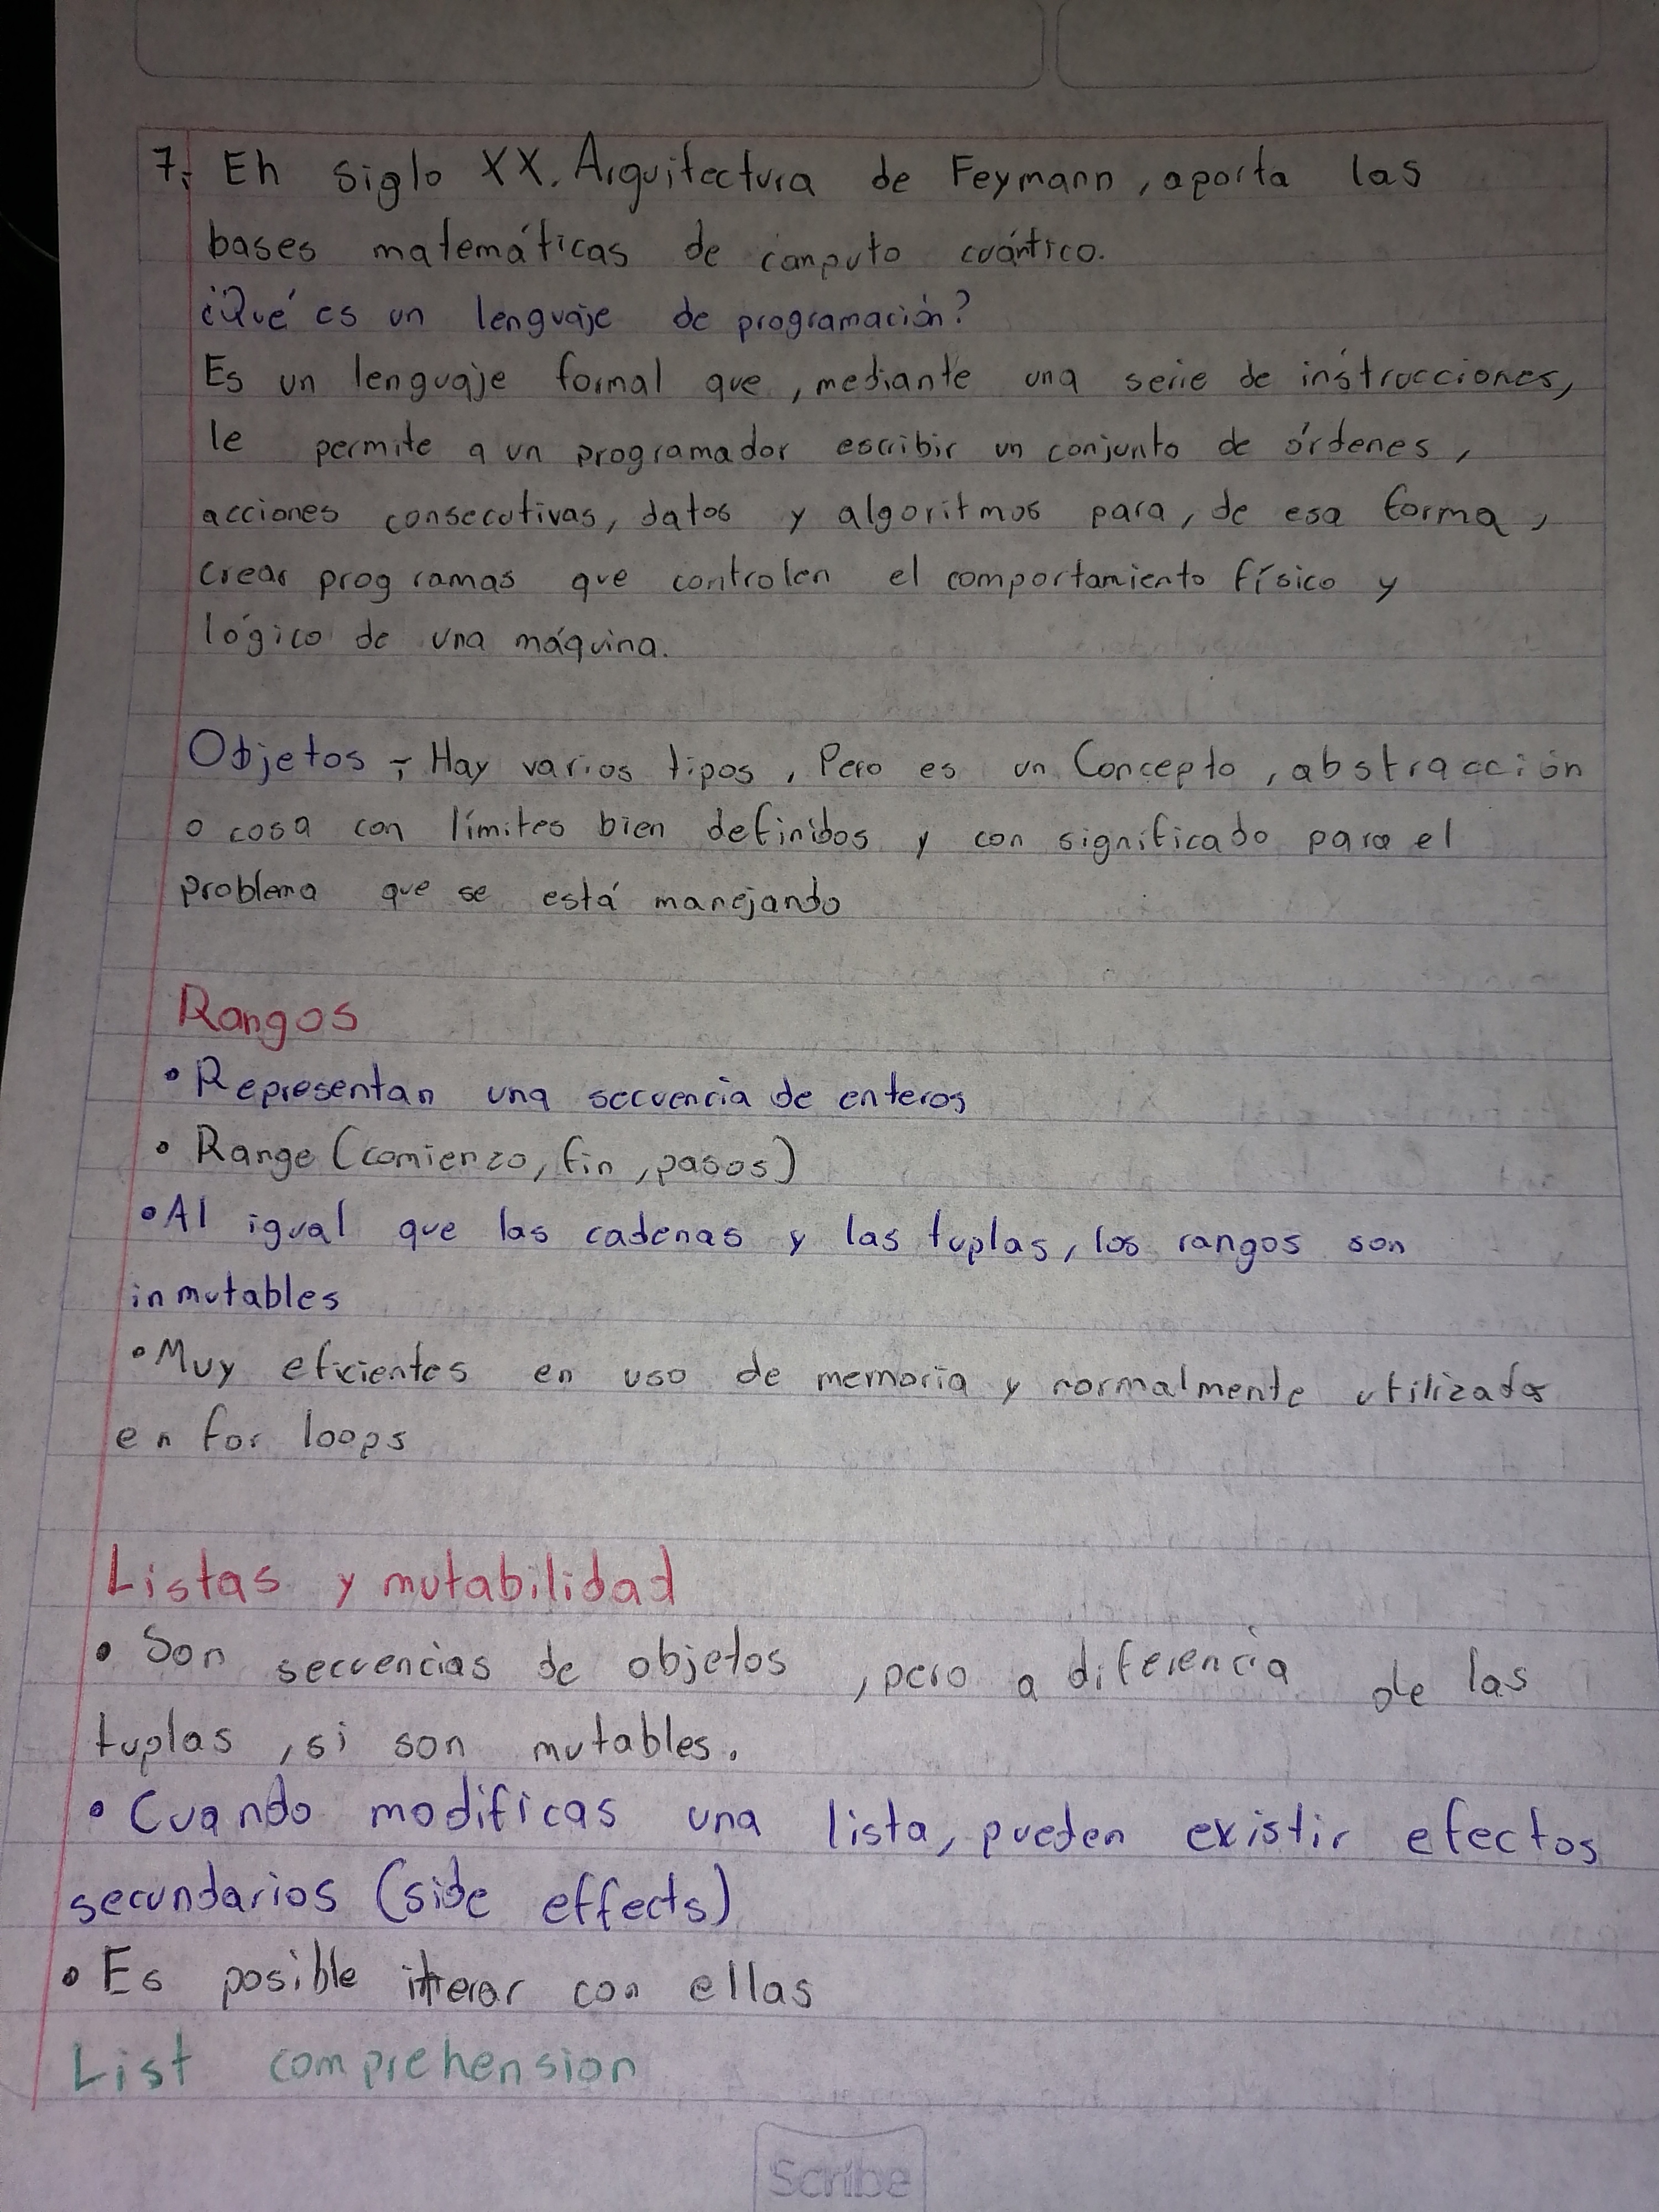 7.- En siglo XX. Arquitectura de Feymann, aporta las
bases matemáticas de computo cuántico.
¿Qué es un lenguaje de programación?
Es un lenguaje formal que, mediante una serie de instrucciones,
le permite a un programador escribir un conjunto de órdenes,
acciones consecutivas, datos y algoritmos para, de esa forma,
crear programas que controlen el comportamiento físico y
lógico de una máquina.
Objetos.- Hay varios tipos, Pero es un Concepto, abstracción
o cosa con límites bien definidos y con significado para el
problema que se está manejando
Rangos
• Representan una secuencia de enteros
• Range (comienzo, fin, pasos)
• Al igual que las cadenas y las tuplas, los rangos son
inmutables
• Muy eficientes en uso de memoria y normalmente utilizados
en for loops
Listas y mutabilidad
• Son secuencias de objetos, pero a diferencia de las
tuplas, si son mutables.
• Cuando modificas una lista, pueden existir efectos
secundarios (side effects)
• Es posible iterar con ellas
List comprehension
Scribe